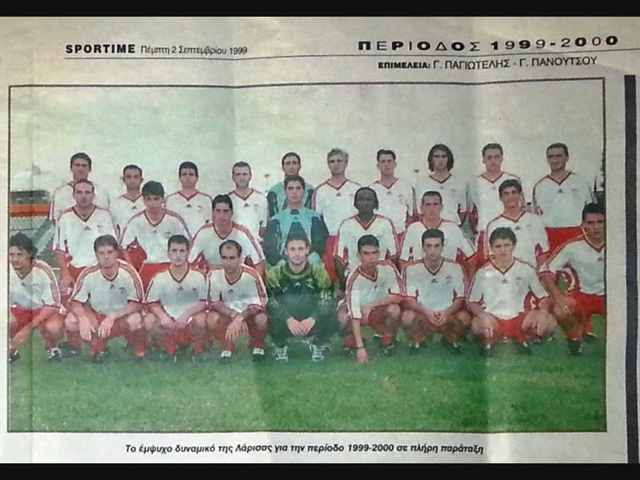 SPORTIME Πέμπτη 2 Σεπτεμβρίου 1999
ΠΕΡΙΟΔΟΣ 1999-2000
ΕΠΙΜΕΛΕΙΑ: Γ. ΠΑΓΙΩΤΕΛΗΣ - Γ. ΠΑΝΟΥΤΣΟΥ
Το έμψυχο δυναμικό της Λάρισας για την περίοδο 1999-2000 σε πλήρη παράταξη